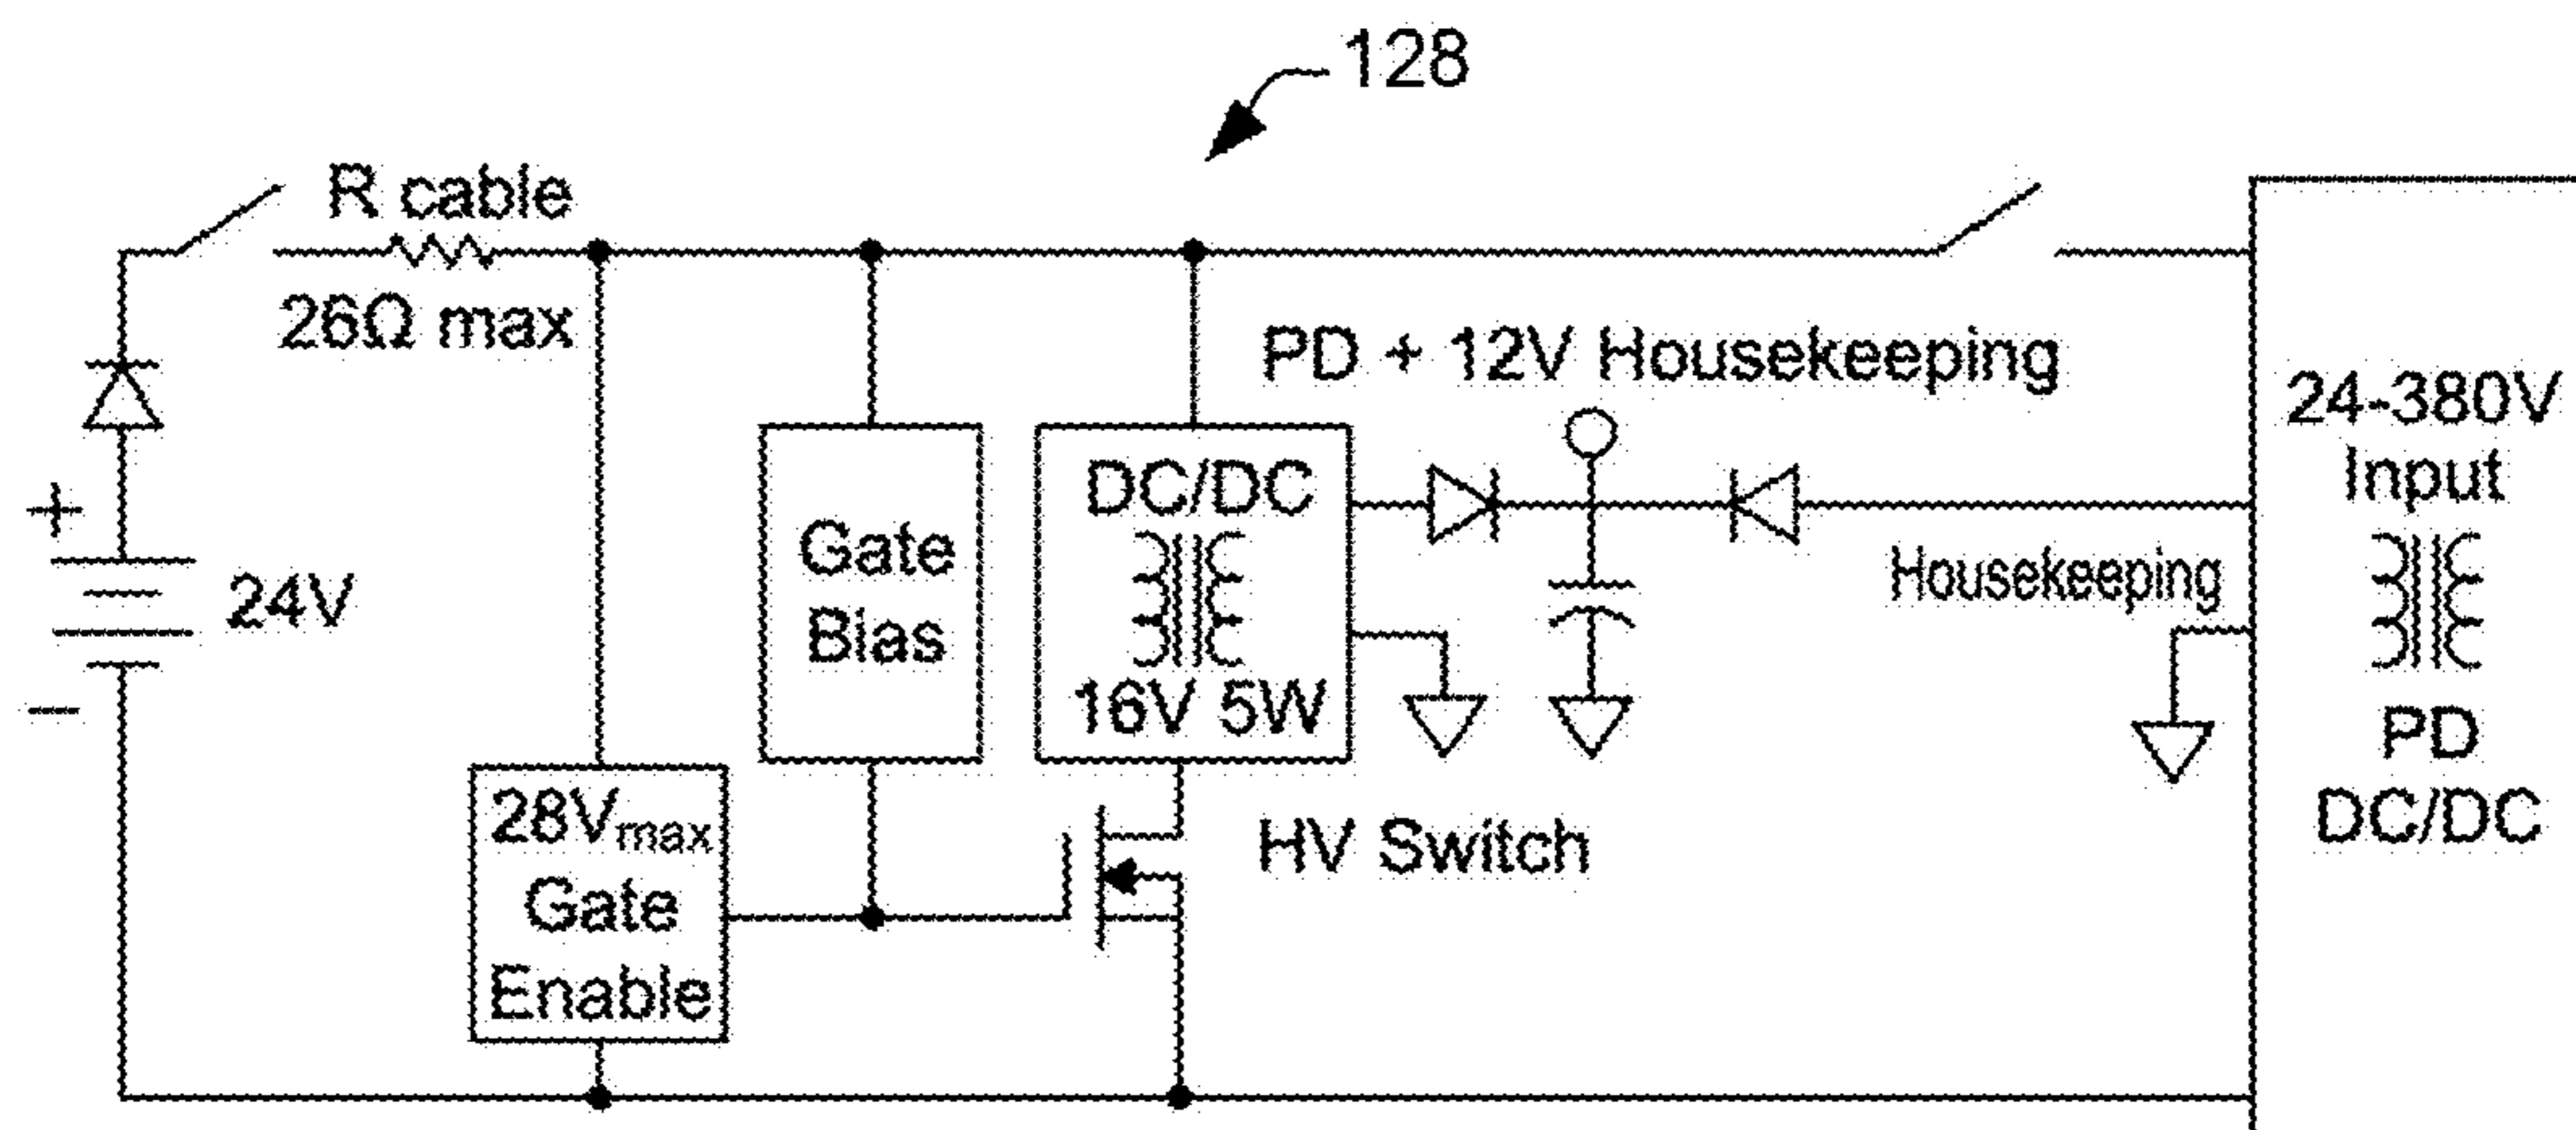 128
R cable
26Ω max
+
24V
−
28Vmax
Gate
Enable
Gate
Bias
DC/DC
16V 5W
HV Switch
PD + 12V Housekeeping
Housekeeping
24-380V
Input
PD
DC/DC